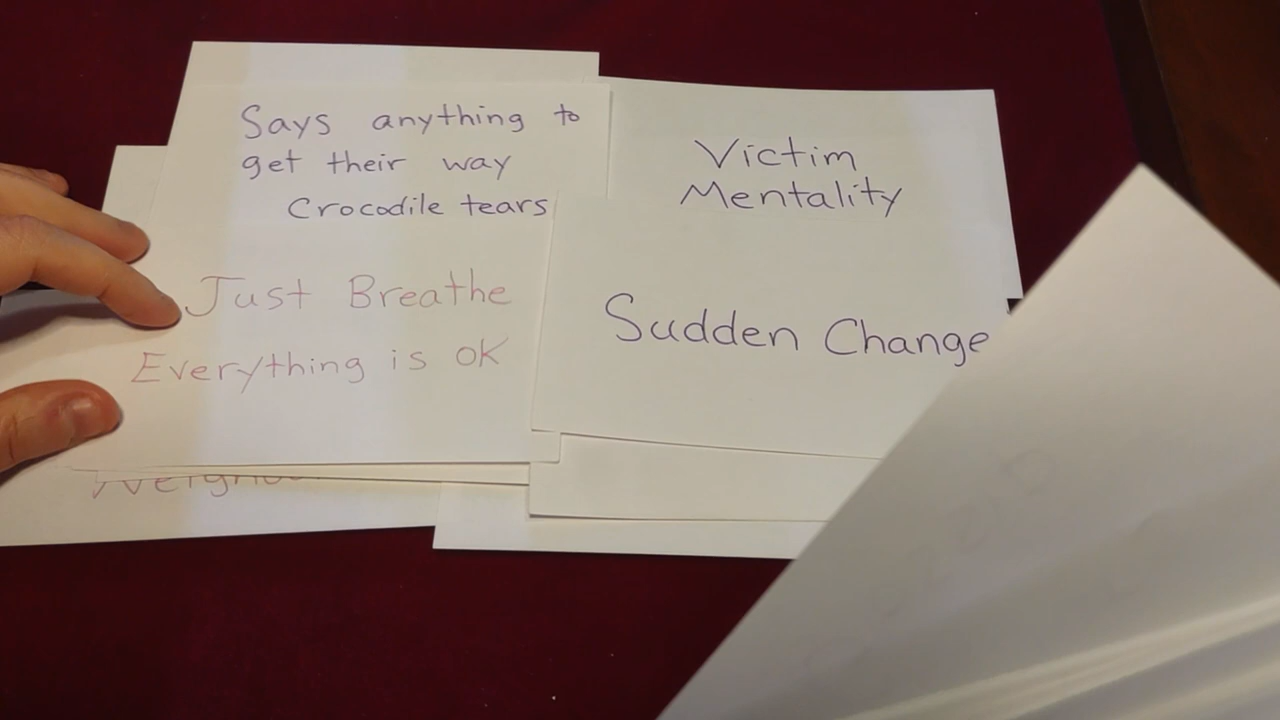 Says anything to
get their way
Crocodile tears
Just Breathe
Everything is OK
Victim
Mentality
Sudden Change